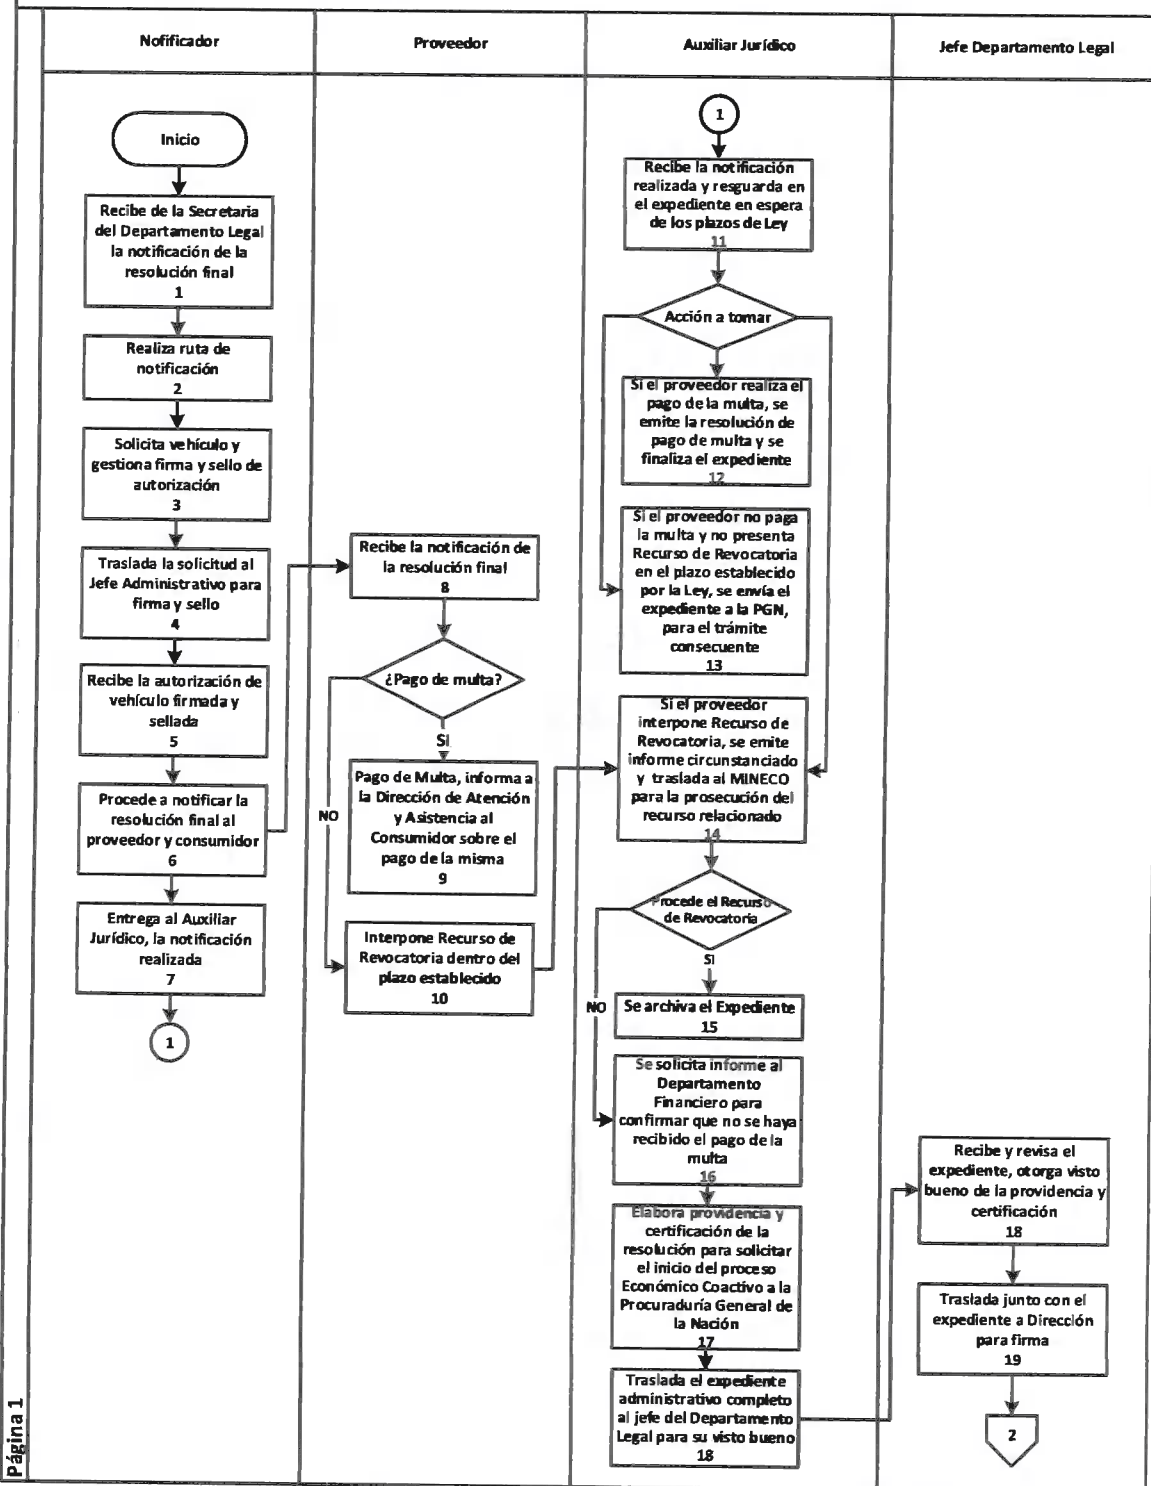 Nofificador
Proveedor
Auxiliar Jurídico
Jefe Departamento Legal
Inicio
Recibe de la Secretaria
del Departamento Legal
la notificación de la
resolución final
1
Realiza ruta de
notificación
2
Solicita vehículo y
gestiona firma y sello de
autorización
3
Traslada la solicitud al
Jefe Administrativo para
firma y sello
4
Recibe la autorización de
vehículo firmada y
sellada
5
Procede a notificar la
resolución final al
proveedor y consumidor
6
Entrega al Auxiliar
Jurídico, la notificación
realizada
7
1
Recibe la notificación de
la resolución final
8
¿Pago de multa?
SI
NO
Pago de Multa, informa a
la Dirección de Atención
y Asistencia al
Consumidor sobre el
pago de la misma
9
Interpone Recurso de
Revocatoria dentro del
plazo establecido
10
1
Recibe la notificación
realizada y resguarda en
el expediente en espera
de los plazos de Ley
11
Acción a tomar
Si el proveedor realiza el
pago de la multa, se
emite la resolución de
pago de multa y se
finaliza el expediente
12
Si el proveedor no paga
la multa y no presenta
Recurso de Revocatoria
en el plazo establecido
por la Ley, se envía el
expediente a la PGN,
para el trámite
consecuente
13
Si el proveedor
interpone Recurso de
Revocatoria, se emite
informe circunstanciado
y traslada al MINECO
para la prosecución del
recurso relacionado
14
Procede el Recurso
de Revocatoria
SI
NO
Se archiva el Expediente
15
Se solicita informe al
Departamento
Financiero para
confirmar que no se haya
recibido el pago de la
multa
16
Elabora providencia y
certificación de la
resolución para solicitar
el inicio del proceso
Económico Coactivo a la
Procuraduría General de
la Nación
17
Traslada el expediente
administrativo completo
al jefe del Departamento
Legal para su visto bueno
18
Recibe y revisa el
expediente, otorga visto
bueno de la providencia y
certificación
18
Traslada junto con el
expediente a Dirección
para firma
19
2
Página 1